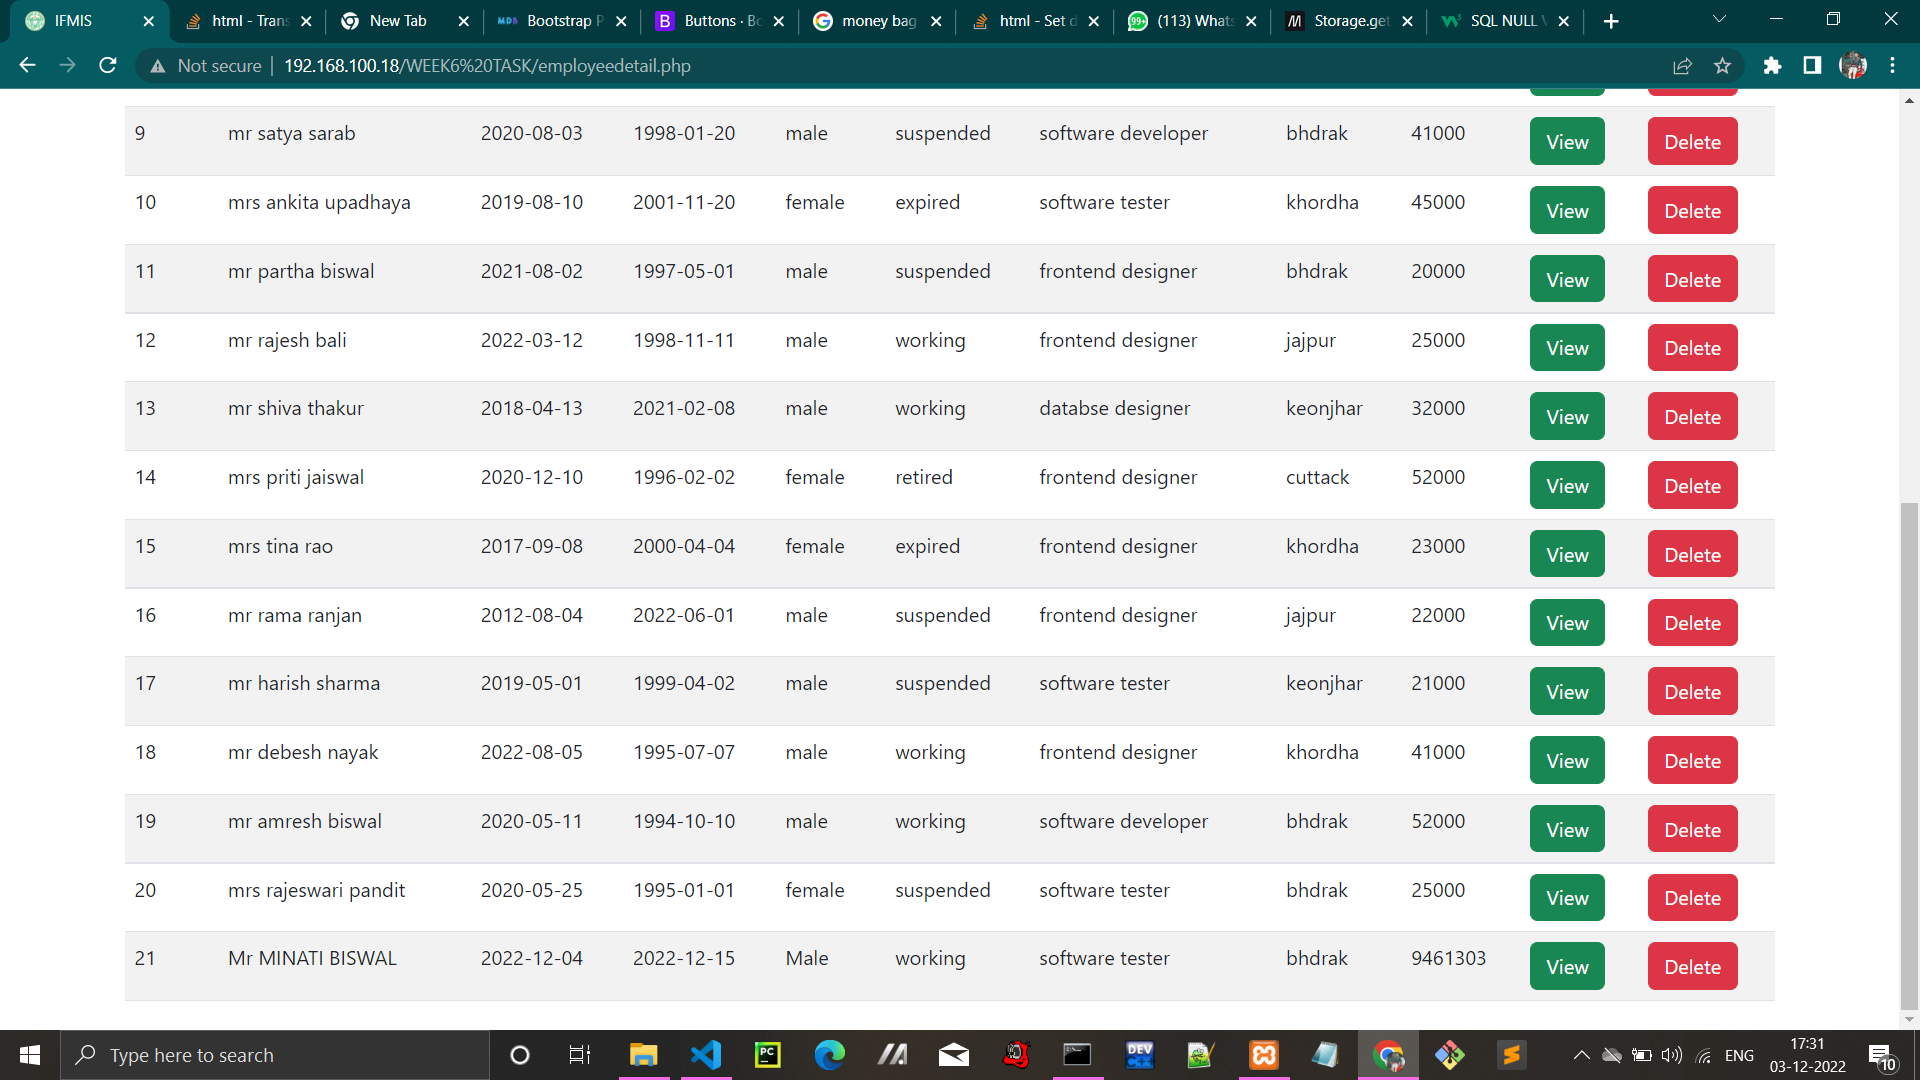 IFMIS
html - Trans
New Tab
MDB Bootstrap P
B Buttons · Bo
money bag
html - Set d
99+ (113) Whats
M Storage.get
SQL NULL V
Not secure | 192.168.100.18/WEEK6%20TASK/employeedetail.php
9 mr satya sarab 2020-08-03 1998-01-20 male suspended software developer bhdrak 41000 View Delete
10 mrs ankita upadhaya 2019-08-10 2001-11-20 female expired software tester khordha 45000 View Delete
11 mr partha biswal 2021-08-02 1997-05-01 male suspended frontend designer bhdrak 20000 View Delete
12 mr rajesh bali 2022-03-12 1998-11-11 male working frontend designer jajpur 25000 View Delete
13 mr shiva thakur 2018-04-13 2021-02-08 male working databse designer keonjhar 32000 View Delete
14 mrs priti jaiswal 2020-12-10 1996-02-02 female retired frontend designer cuttack 52000 View Delete
15 mrs tina rao 2017-09-08 2000-04-04 female expired frontend designer khordha 23000 View Delete
16 mr rama ranjan 2012-08-04 2022-06-01 male suspended frontend designer jajpur 22000 View Delete
17 mr harish sharma 2019-05-01 1999-04-02 male suspended software tester keonjhar 21000 View Delete
18 mr debesh nayak 2022-08-05 1995-07-07 male working frontend designer khordha 41000 View Delete
19 mr amresh biswal 2020-05-11 1994-10-10 male working software developer bhdrak 52000 View Delete
20 mrs rajeswari pandit 2020-05-25 1995-01-01 female suspended software tester bhdrak 25000 View Delete
21 Mr MINATI BISWAL 2022-12-04 2022-12-15 Male working software tester bhdrak 9461303 View Delete
Type here to search
PC
DEV
C++
ENG
17:31
03-12-2022
10